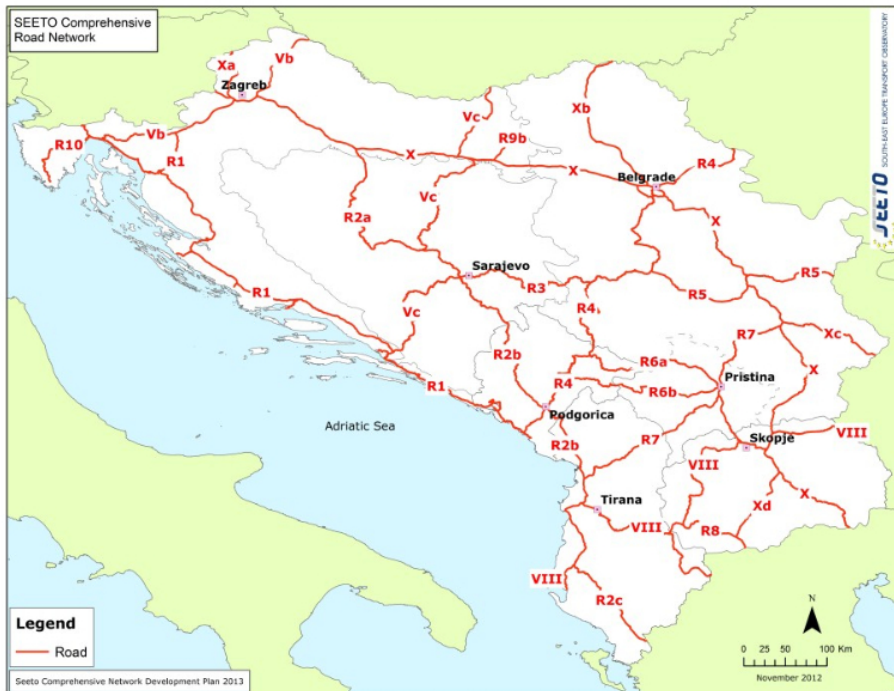 SEETO Comprehensive
Road Network
SOUTH-EAST EUROPE TRANSPORT OBSERVATORY
SEETO
Xa
Vb
Zagreb
Xb
Vc
R10
Vb
R1
R9b
X
X
R4
Belgrade
Vc
R2a
X
Sarajevo
R3
R5
R5
R1
Vc
R4
R7
Xc
R2b
R6a
R4
Pristina
X
R1
R6b
Podgorica
Adriatic Sea
R2b
R7
Skopje
VIII
VIII
Tirana
X
Xd
VIII
R8
VIII
R2c
Legend
Road
N
0 25 50 100 Km
November 2012
Seeto Comprehensive Network Development Plan 2013